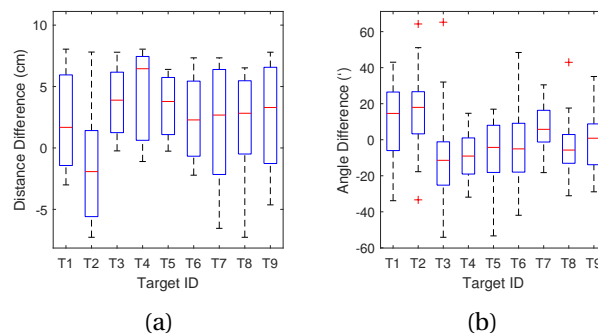 10
5
0
-5
Distance Difference (cm)
T1 T2 T3 T4 T5 T6 T7 T8 T9
Target ID
(a)
60
40
20
0
-20
-40
-60
Angle Difference (°)
T1 T2 T3 T4 T5 T6 T7 T8 T9
Target ID
(b)